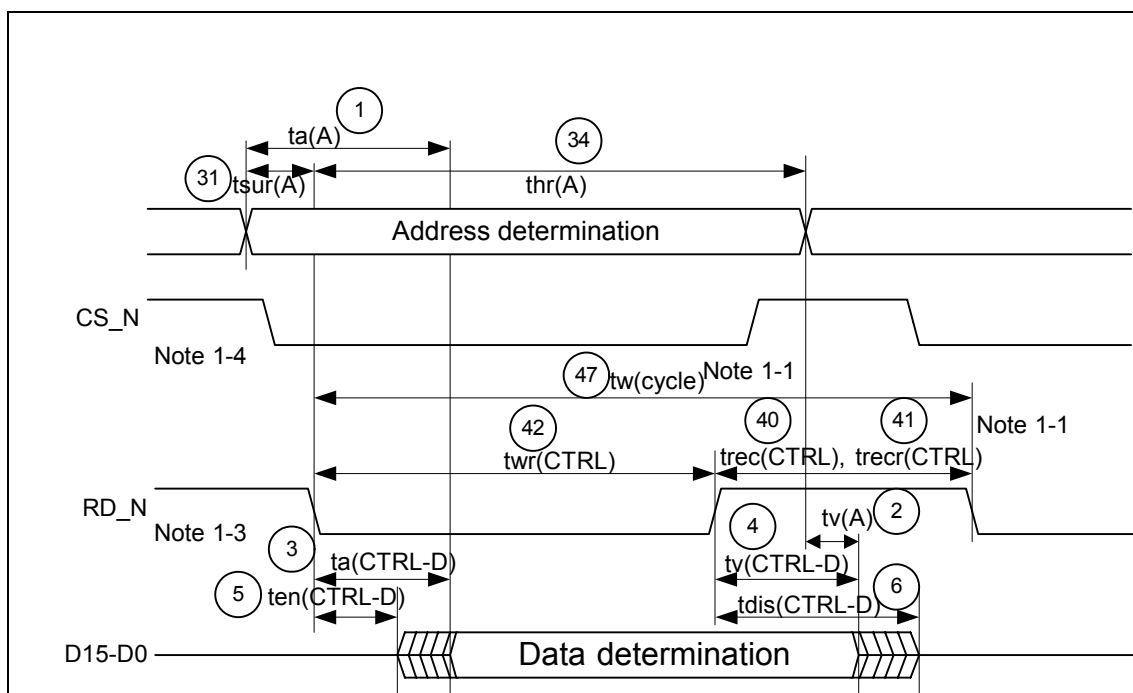 1
ta(A)
34
31
tsur(A)
thr(A)
Address determination
CS_N
Note 1-4
47
tw(cycle)
Note 1-1
42
40
41
Note 1-1
twr(CTRL)
trec(CTRL), trecr(CTRL)
RD_N
Note 1-3
4
tv(A)
2
3
ta(CTRL-D)
tv(CTRL-D)
5
ten(CTRL-D)
tdis(CTRL-D)
6
D15-D0
Data determination